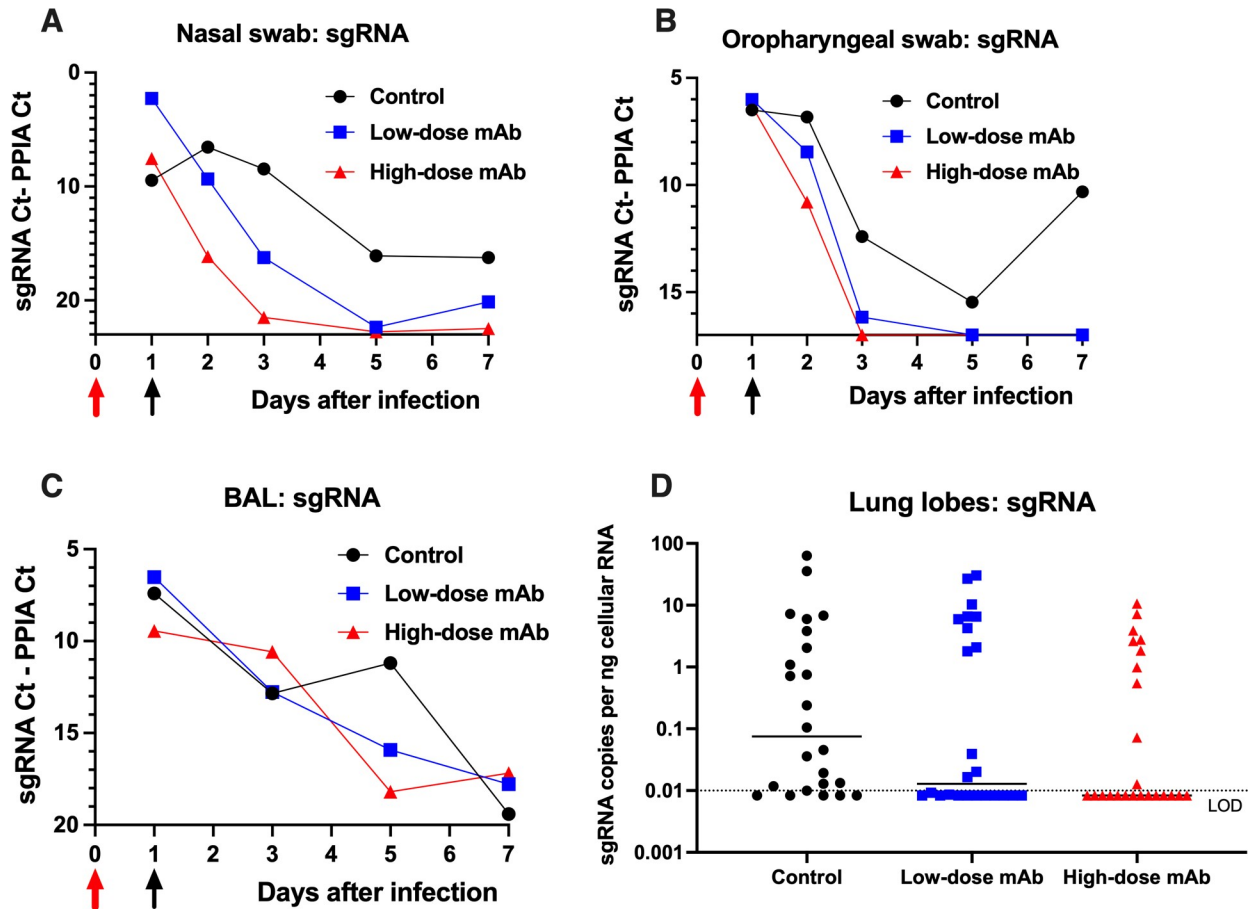 A
Nasal swab: sgRNA
sgRNA Ct- PPIA Ct
0
10
20
Control
Low-dose mAb
High-dose mAb
0 1 2 3 4 5 6 7
Days after infection
B
Oropharyngeal swab: sgRNA
sgRNA Ct- PPIA Ct
5
10
15
Control
Low-dose mAb
High-dose mAb
0 1 2 3 4 5 6 7
Days after infection
C
BAL: sgRNA
sgRNA Ct - PPIA Ct
5
10
15
20
Control
Low-dose mAb
High-dose mAb
0 1 2 3 4 5 6 7
Days after infection
D
Lung lobes: sgRNA
sgRNA copies per ng cellular RNA
100
10
1
0.1
0.01
0.001
LOD
Control Low-dose mAb High-dose mAb